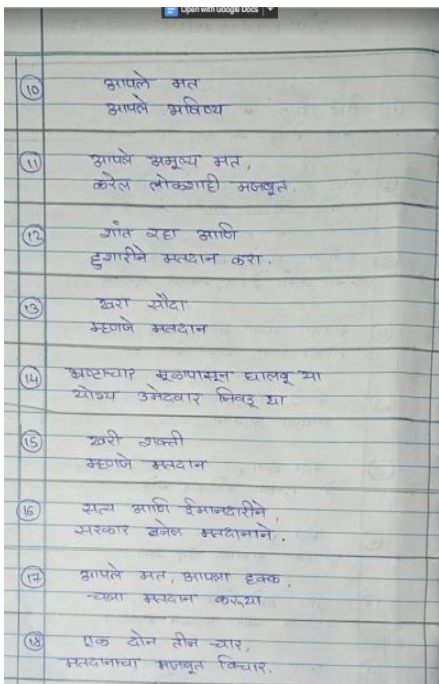 Open with Google Docs
10 आपले मत
आपले भविष्य
11 आपले अमूल्य मत,
करेल लोकशाही मजबूत.
12 शांत रहा आणि
हुशारीने मतदान करा.
13 खरा सौदा
म्हणजे मतदान
14 भ्रष्टाचार मूळापासून घालवू या
योग्य उमेदवार निवडू या
15 खरी शक्ती
म्हणजे मतदान
16 सत्य आणि ईमानदारीने,
सरकार बनेल मतदानाने.
17 आपले मत, आपला हक्क,
चला मतदान करूया
18 एक दोन तीन चार,
मतदानाचा मजबूत विचार.